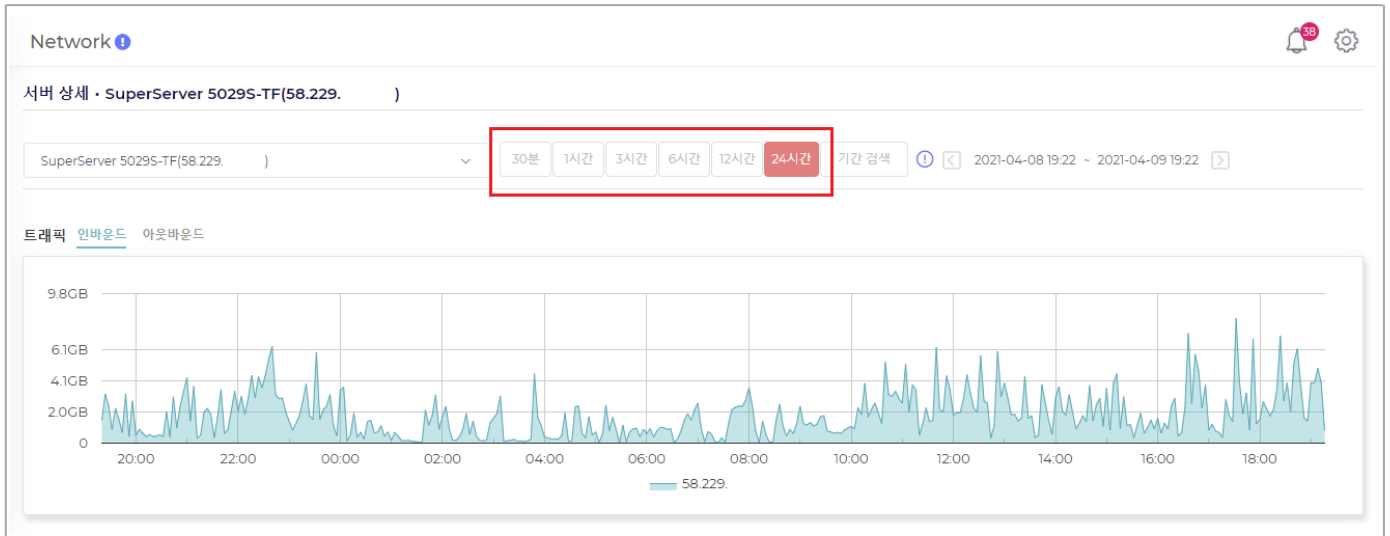 Network
38
서버 상세 • SuperServer 5029S-TF(58.229. )
SuperServer 5029S-TF(58.229. ) 30분 1시간 3시간 6시간 12시간 24시간 기간 검색 2021-04-08 19:22 ~ 2021-04-09 19:22
트래픽 인바운드 아웃바운드
9.8GB
6.1GB
4.1GB
2.0GB
0
20:00 22:00 00:00 02:00 04:00 06:00 08:00 10:00 12:00 14:00 16:00 18:00
58.229.